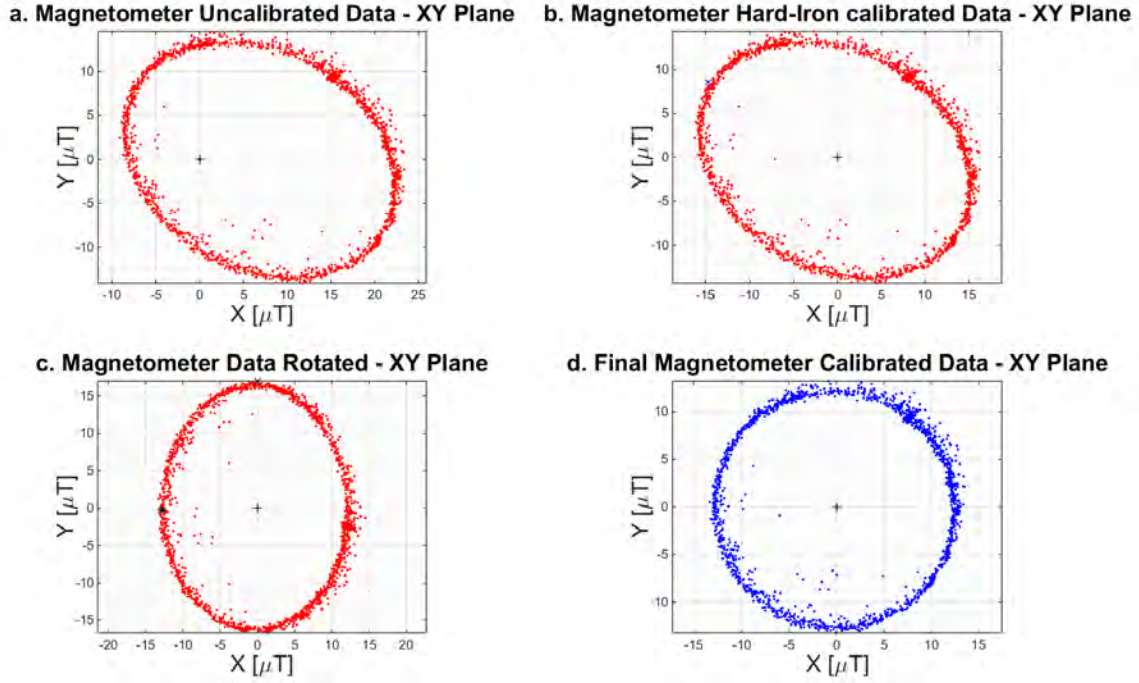 a. Magnetometer Uncalibrated Data - XY Plane
10
5
0
-5
-10
Y [μT]
-10 -5 0 5 10 15 20 25
X [μT]
b. Magnetometer Hard-Iron calibrated Data - XY Plane
10
5
0
-5
-10
Y [μT]
-15 -10 -5 0 5 10 15
X [μT]
c. Magnetometer Data Rotated - XY Plane
15
10
5
0
-5
-10
-15
Y [μT]
-20 -15 -10 -5 0 5 10 15 20
X [μT]
d. Final Magnetometer Calibrated Data - XY Plane
10
5
0
-5
-10
Y [μT]
-15 -10 -5 0 5 10 15
X [μT]